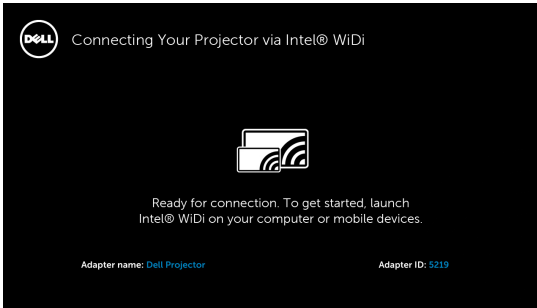 DELL
Connecting Your Projector via Intel® WiDi
Ready for connection. To get started, launch
Intel® WiDi on your computer or mobile devices.
Adapter name: Dell Projector
Adapter ID: 5219